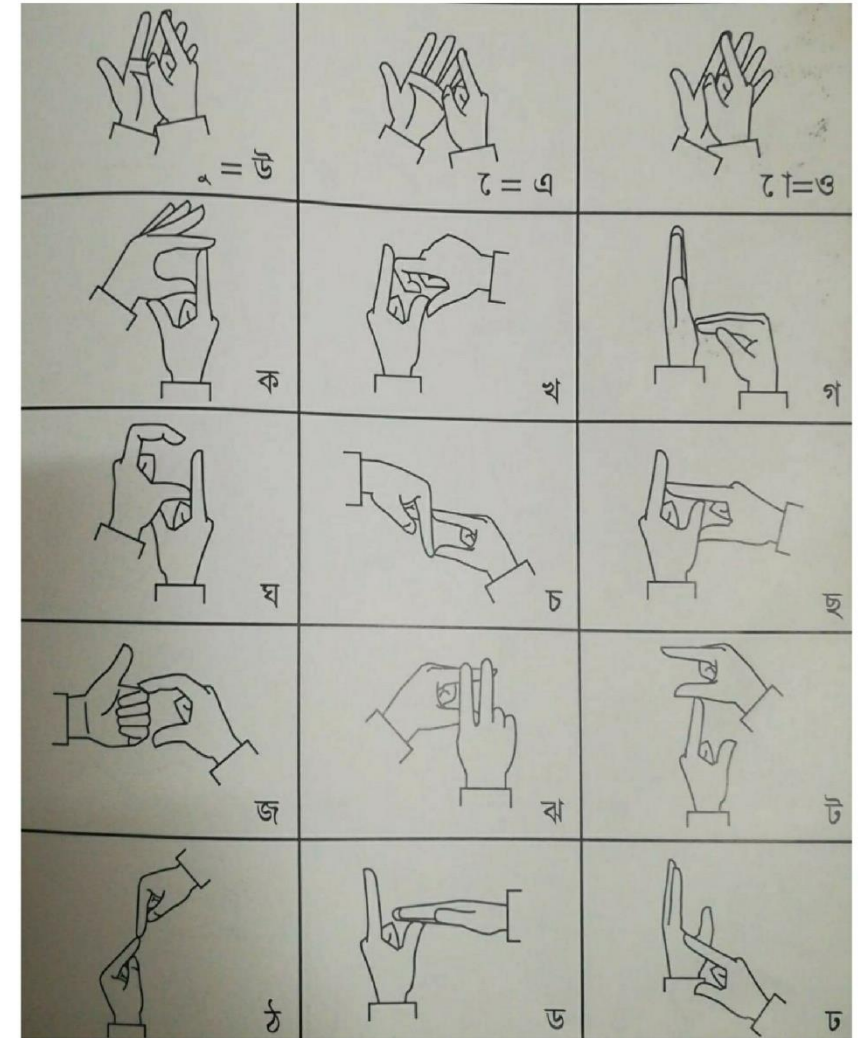 ু = উ
ে = এ
ো=ও
ক
খ
গ
ঘ
চ
ছ
জ
ঝ
ট
ঠ
ড
ঢ